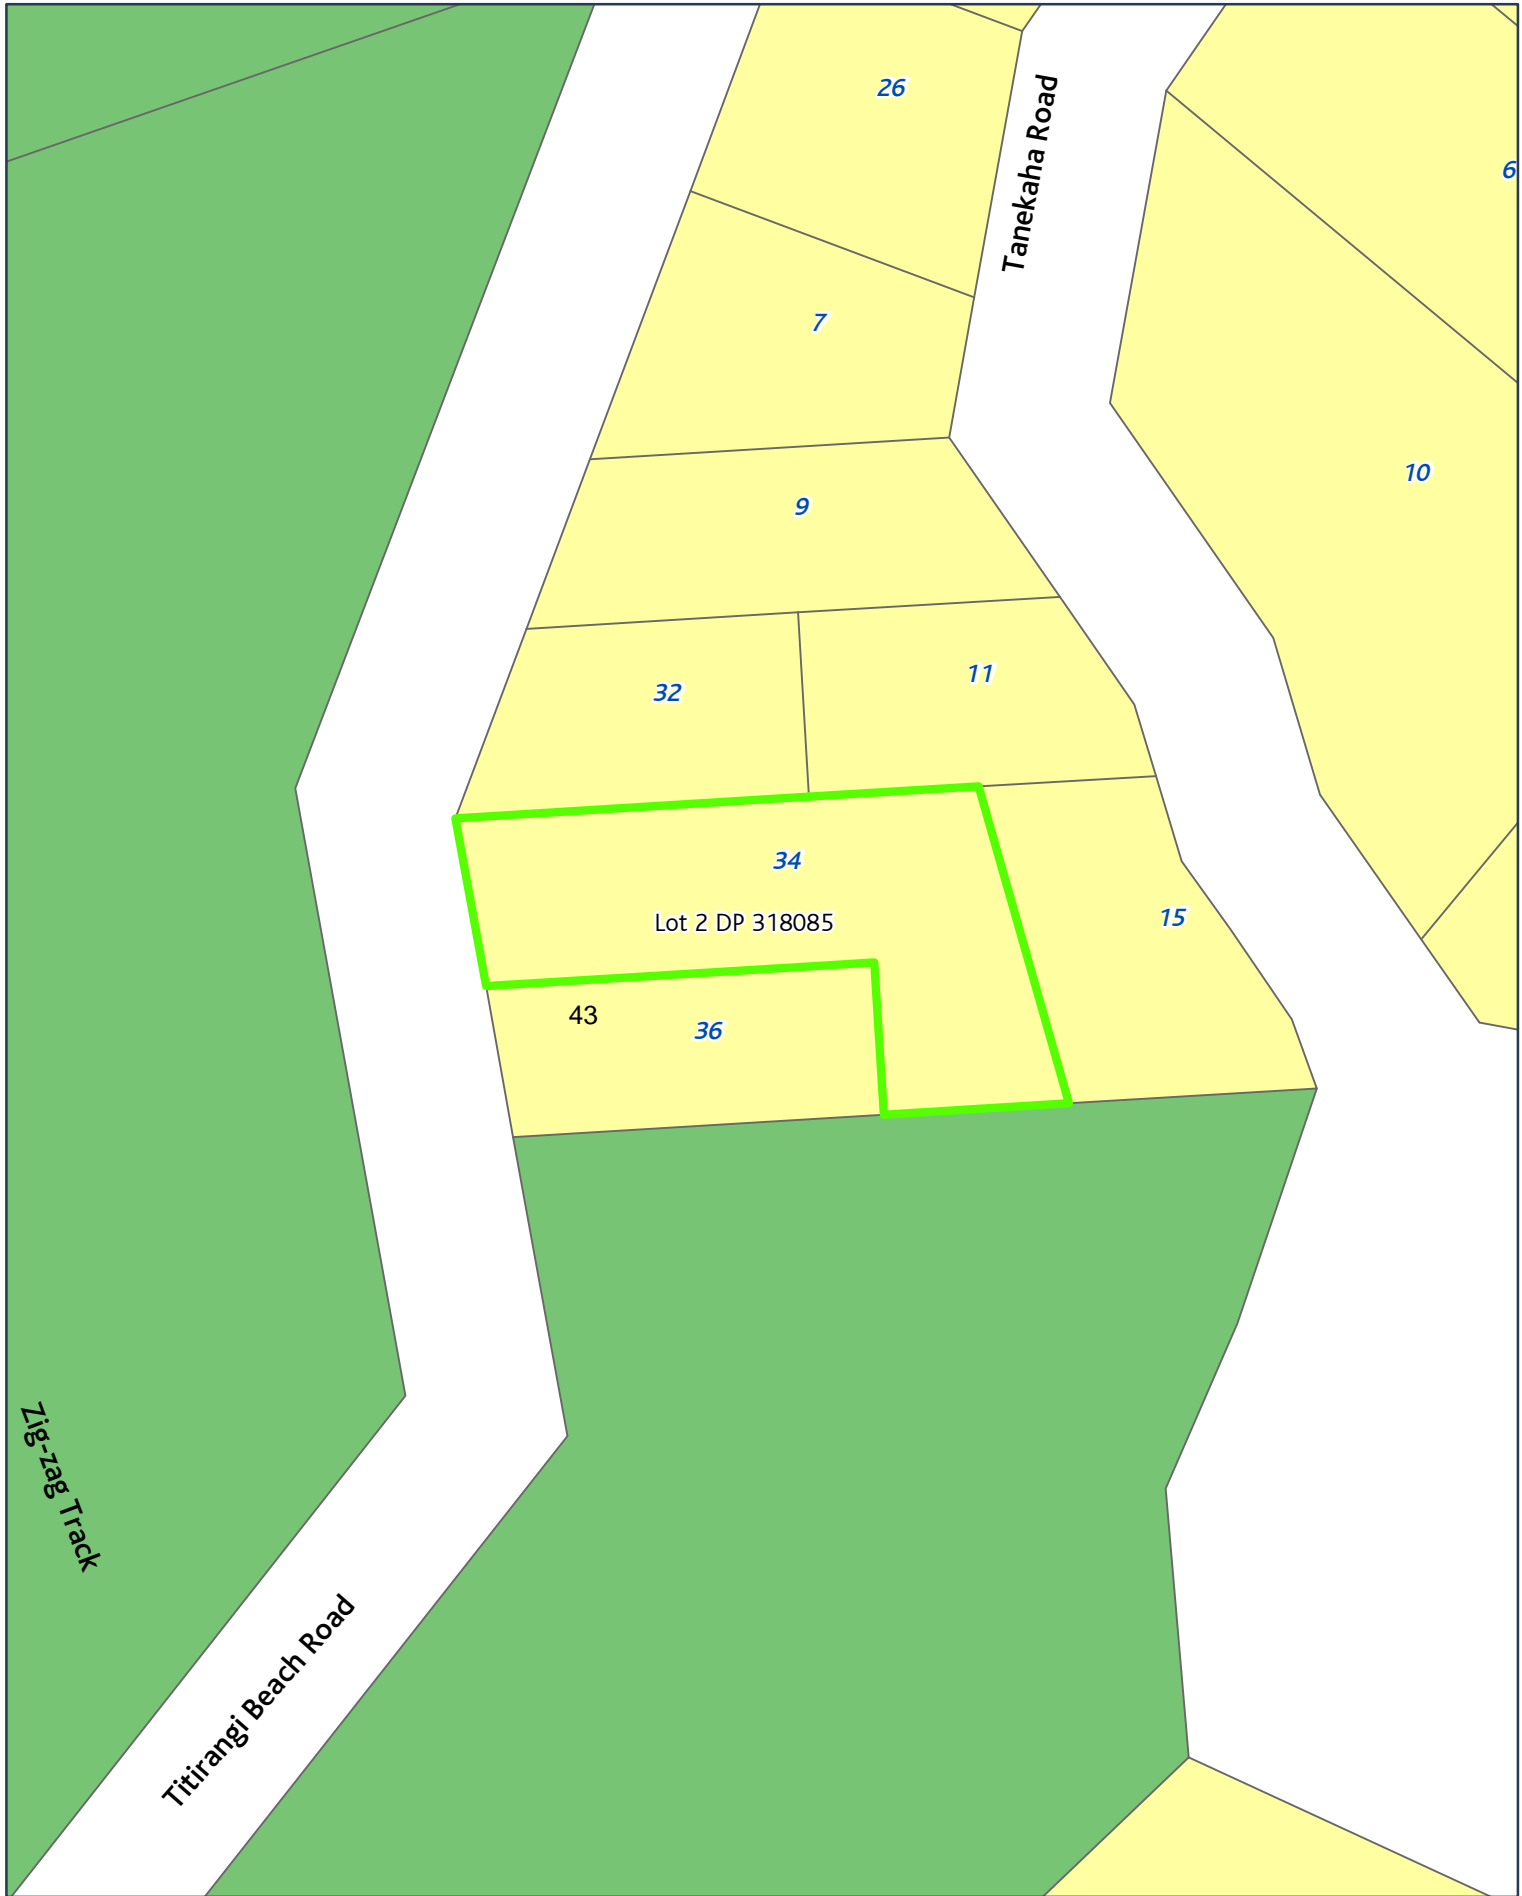 26
Tanekaha Road
6
7
10
9
11
32
34
15
Lot 2 DP 318085
43
36
Zig-zag Track
Titirangi Beach Road